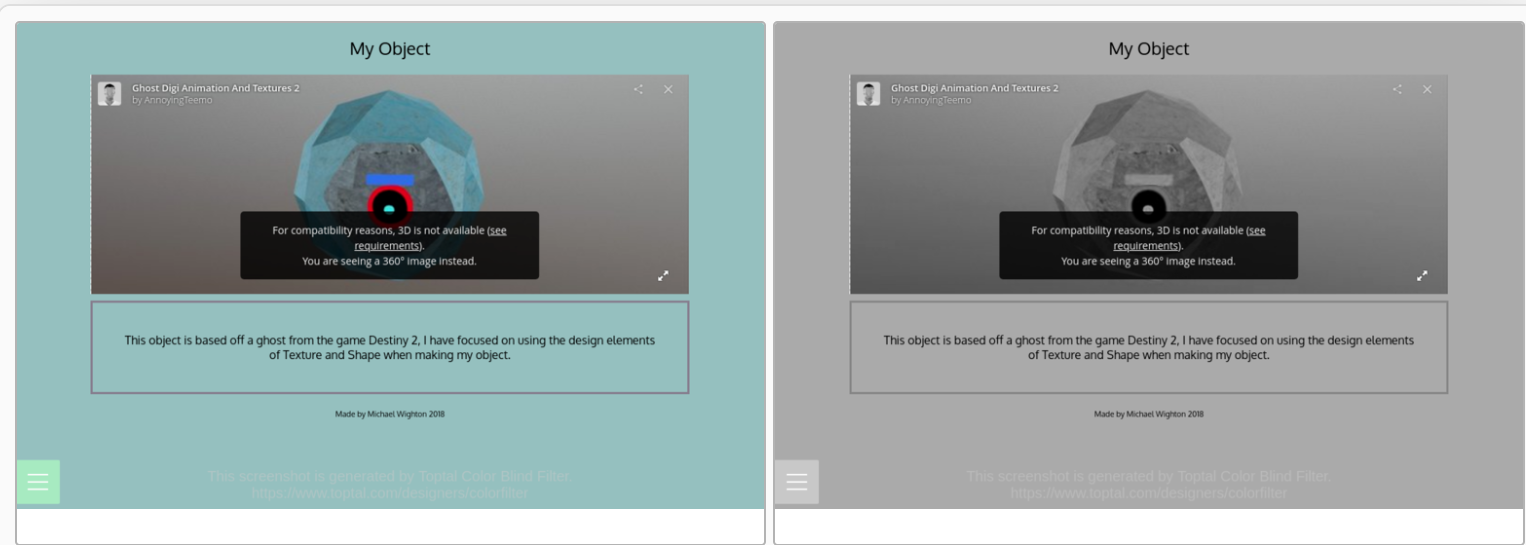 My Object
Ghost Digi Animation And Textures 2
by AnnoyingTeemo
For compatibility reasons, 3D is not available (see
requirements).
You are seeing a 360° image instead.
This object is based off a ghost from the game Destiny 2, I have focused on using the design elements
of Texture and Shape when making my object.
Made by Michael Wighton 2018
This screenshot is generated by Toptal Color Blind Filter.
https://www.toptal.com/designers/colorfilter
My Object
Ghost Digi Animation And Textures 2
by AnnoyingTeemo
For compatibility reasons, 3D is not available (see
requirements).
You are seeing a 360° image instead.
This object is based off a ghost from the game Destiny 2, I have focused on using the design elements
of Texture and Shape when making my object.
Made by Michael Wighton 2018
This screenshot is generated by Toptal Color Blind Filter.
https://www.toptal.com/designers/colorfilter